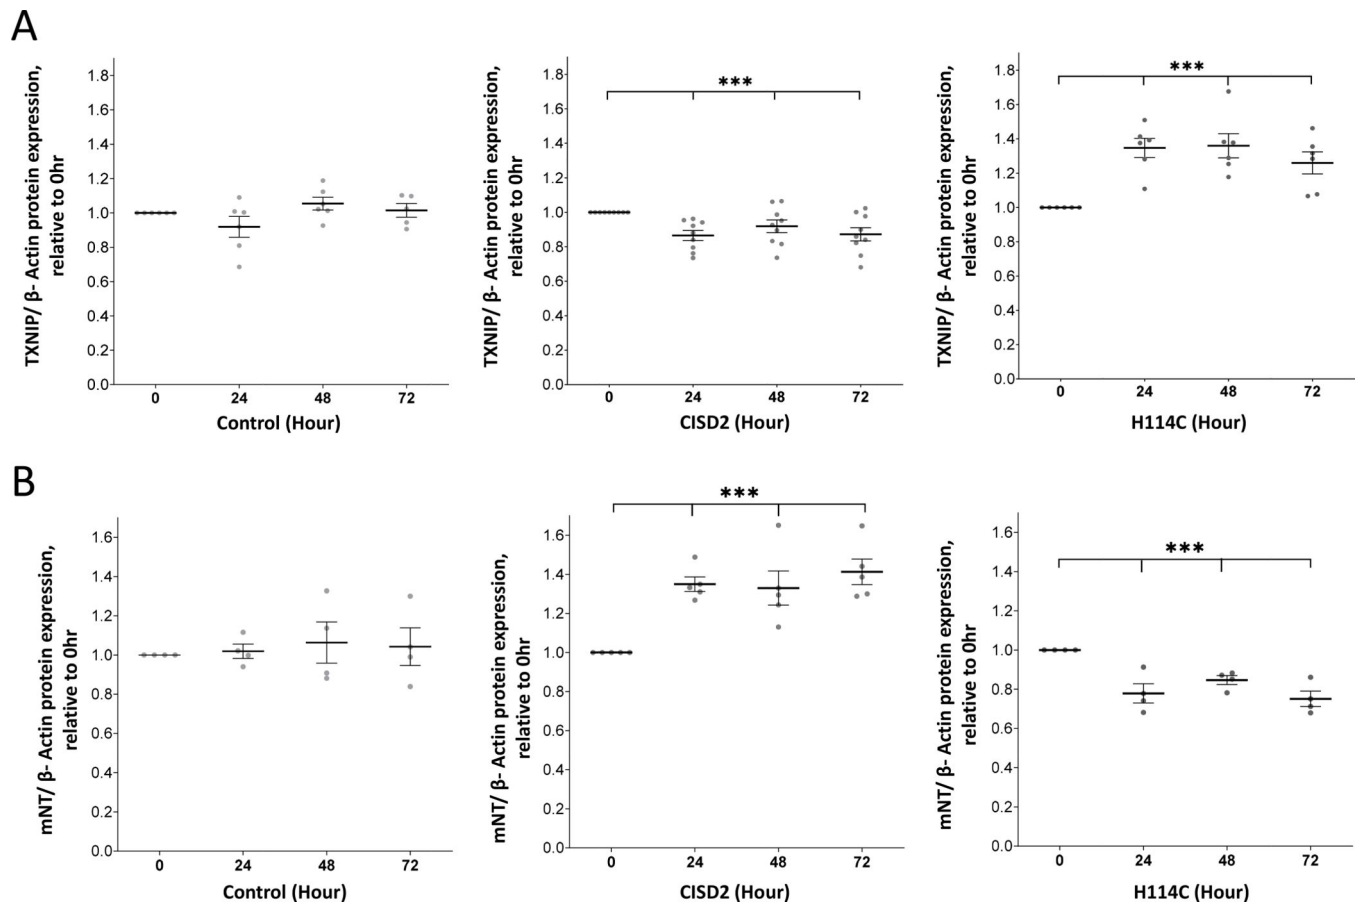 A
TXNIP/ β- Actin protein expression,
relative to 0hr
1.8
1.6
1.4
1.2
1.0
0.8
0.6
0.4
0.2
0.0
0 24 48 72
Control (Hour)
TXNIP/ β- Actin protein expression,
relative to 0hr
1.8
1.6
1.4
1.2
1.0
0.8
0.6
0.4
0.2
0.0
***
0 24 48 72
CISD2 (Hour)
TXNIP/ β- Actin protein expression,
relative to 0hr
1.8
1.6
1.4
1.2
1.0
0.8
0.6
0.4
0.2
0.0
***
0 24 48 72
H114C (Hour)
B
mNT/ β- Actin protein expression,
relative to 0hr
1.6
1.4
1.2
1.0
0.8
0.6
0.4
0.2
0.0
0 24 48 72
Control (Hour)
mNT/ β- Actin protein expression,
relative to 0hr
1.6
1.4
1.2
1.0
0.8
0.6
0.4
0.2
0.0
***
0 24 48 72
CISD2 (Hour)
mNT/ β- Actin protein expression,
relative to 0hr
1.6
1.4
1.2
1.0
0.8
0.6
0.4
0.2
0.0
***
0 24 48 72
H114C (Hour)